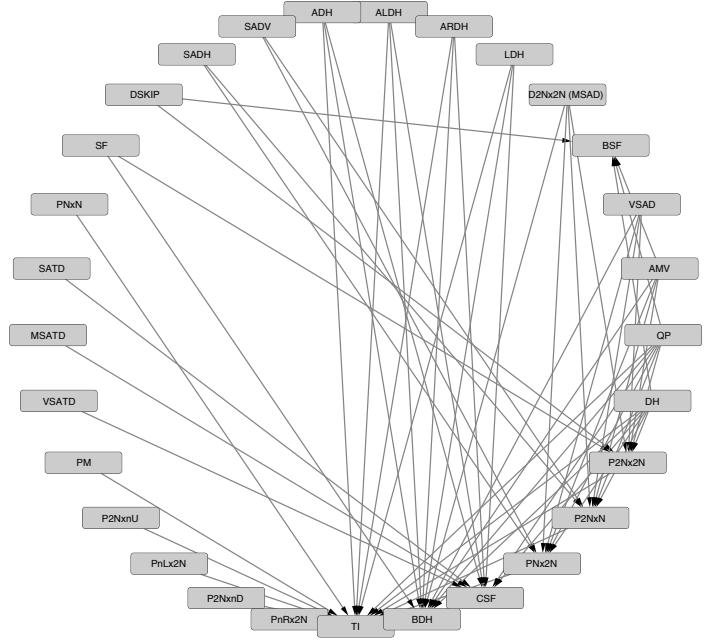 ADH
ALDH
SADV
ARDH
SADH
LDH
DSKIP
D2Nx2N (MSAD)
SF
BSF
PNxN
VSAD
SATD
AMV
MSATD
QP
VSATD
DH
PM
P2Nx2N
P2NxnU
P2NxN
PnLx2N
PNx2N
P2NxnD
CSF
PnRx2N
TI
BDH